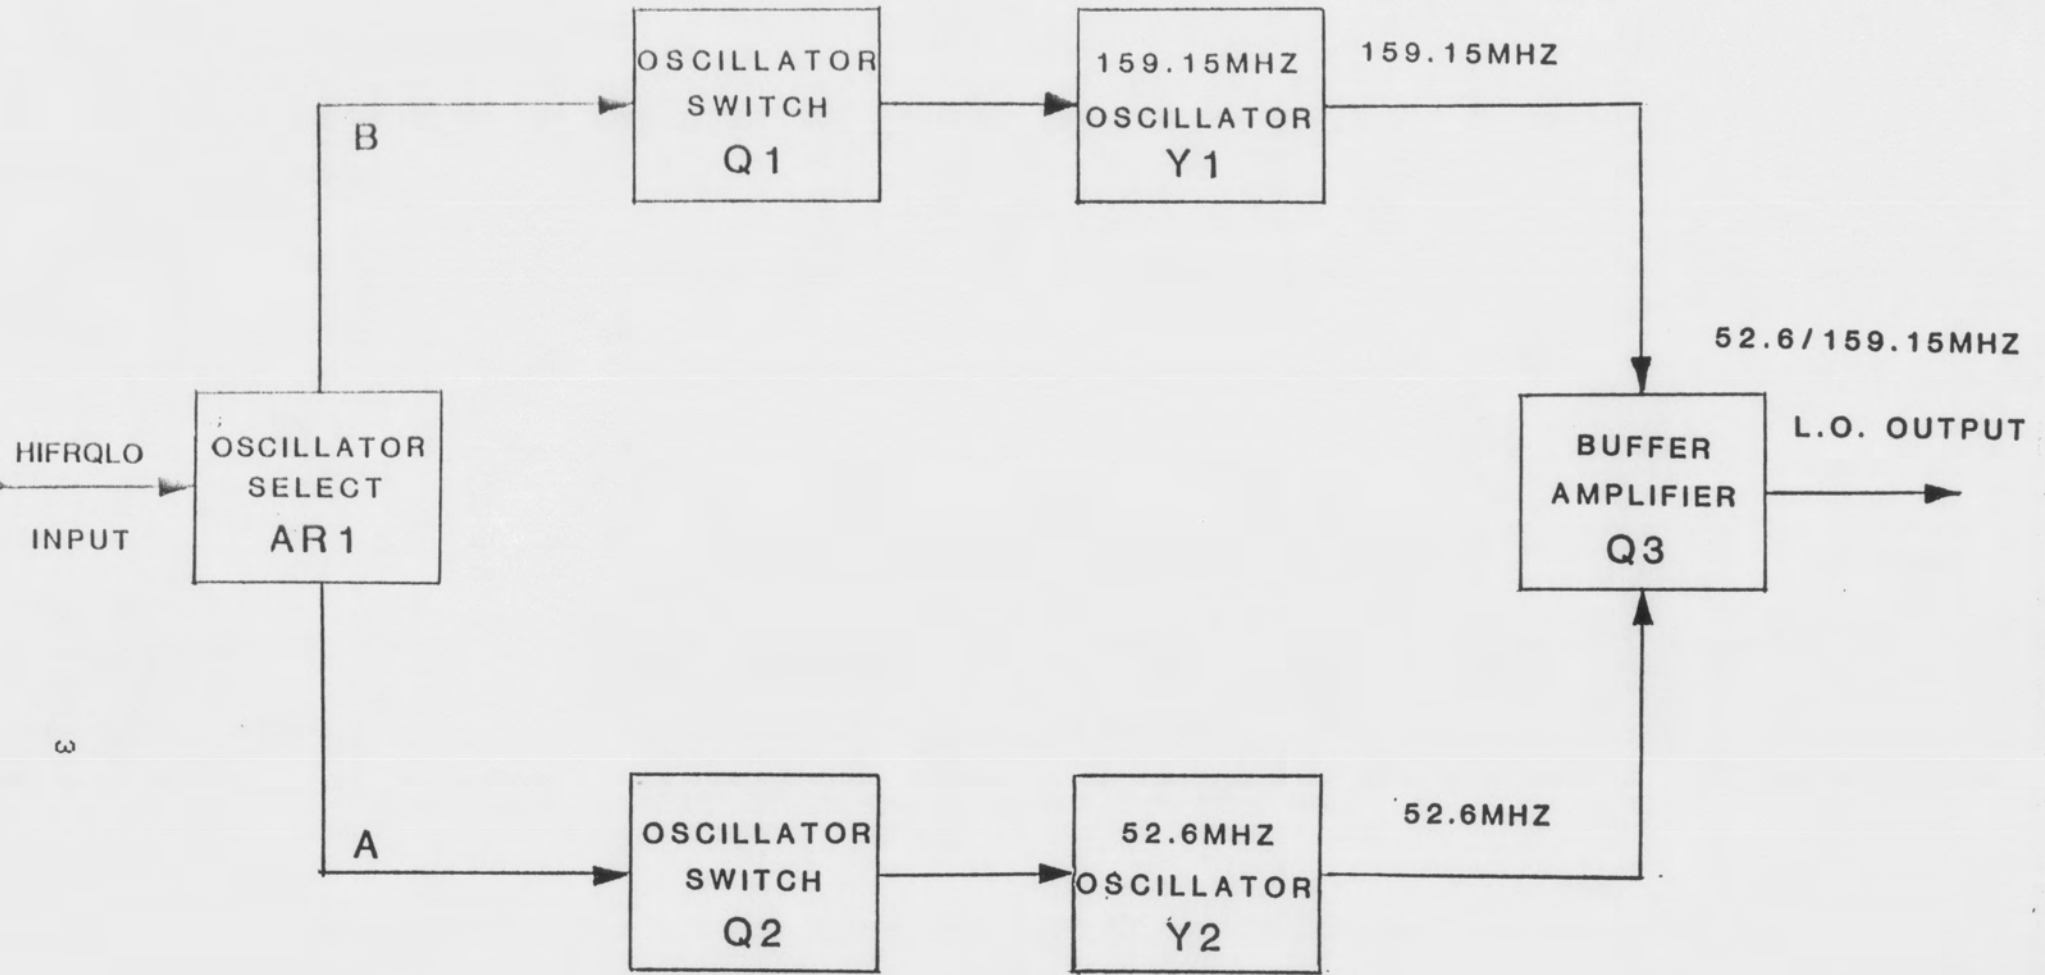 OSCILLATOR
SWITCH
Q1
159.15MHZ
OSCILLATOR
Y1
159.15MHZ
B
52.6/159.15MHZ
L.O. OUTPUT
HIFRQLO
INPUT
OSCILLATOR
SELECT
AR1
BUFFER
AMPLIFIER
Q3
3
A
OSCILLATOR
SWITCH
Q2
52.6MHZ
OSCILLATOR
Y2
52.6MHZ